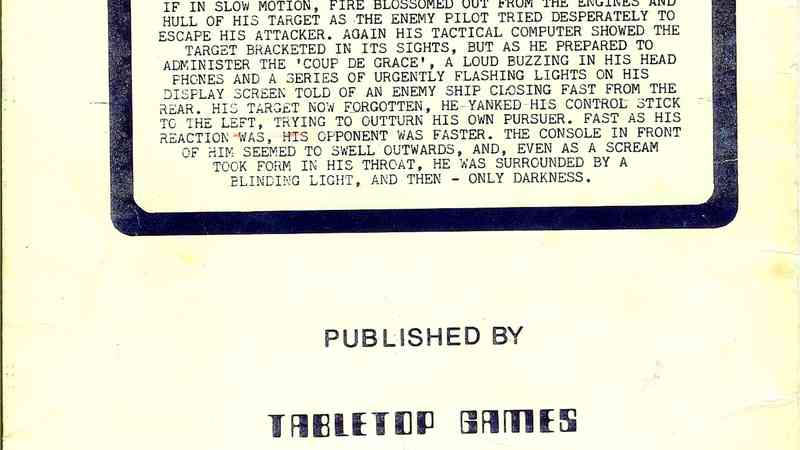 IF IN SLOW MOTION, FIRE BLOSSOMED OUT FROM THE ENGINES AND
HULL OF HIS TARGET AS THE ENEMY PILOT TRIED DESPERATELY TO
ESCAPE HIS ATTACKER. AGAIN HIS TACTICAL COMPUTER SHOWED THE
TARGET BRACKETED IN ITS SIGHTS, BUT AS HE PREPARED TO
ADMINISTER THE 'COUP DE GRACE', A LOUD BUZZING IN HIS HEAD
PHONES AND A SERIES OF URGENTLY FLASHING LIGHTS ON HIS
DISPLAY SCREEN TOLD OF AN ENEMY SHIP CLOSING FAST FROM THE
REAR. HIS TARGET NOW FORGOTTEN, HE YANKED HIS CONTROL STICK
TO THE LEFT, TRYING TO OUTTURN HIS OWN PURSUER. FAST AS HIS
REACTION WAS, HIS OPPONENT WAS FASTER. THE CONSOLE IN FRONT
OF HIM SEEMED TO SWELL OUTWARDS, AND, EVEN AS A SCREAM
TOOK FORM IN HIS THROAT, HE WAS SURROUNDED BY A
BLINDING LIGHT, AND THEN - ONLY DARKNESS.
PUBLISHED BY
TABLETOP GAMES